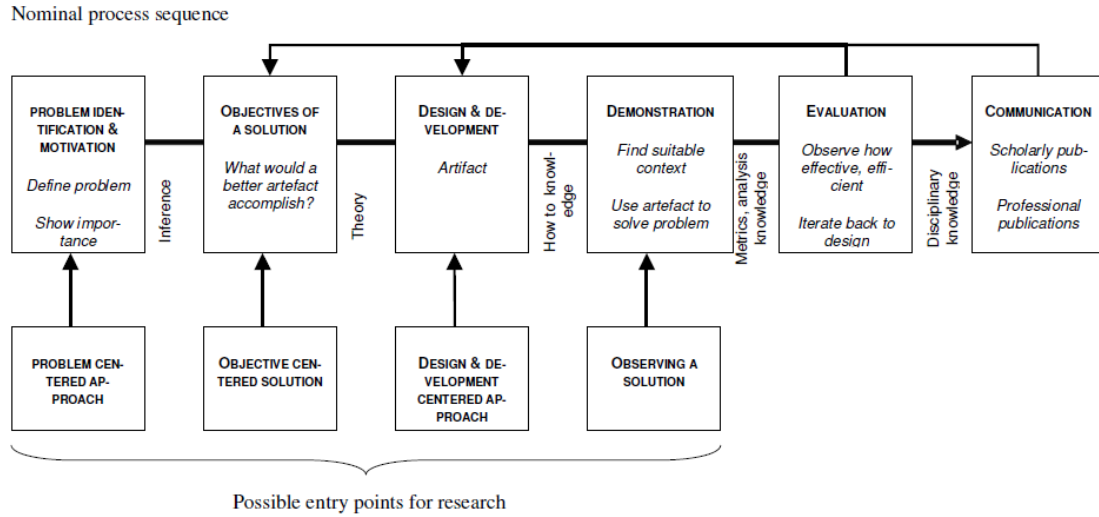 Nominal process sequence
PROBLEM IDEN-
TIFICATION &
MOTIVATION
Define problem
Show impor-
tance
Inference
OBJECTIVES OF
A SOLUTION
What would a
better artefact
accomplish?
Theory
DESIGN & DE-
VELOPMENT
Artifact
How to knowl-
edge
DEMONSTRATION
Find suitable
context
Use artefact to
solve problem
Metrics, analysis
knowledge
EVALUATION
Observe how
effective, effi-
cient
Iterate back to
design
Disciplinary
knowledge
COMMUNICATION
Scholarly pub-
lications
Professional
publications
PROBLEM CEN-
TERED AP-
PROACH
OBJECTIVE CEN-
TERED SOLUTION
DESIGN & DE-
VELOPMENT
CENTERED AP-
PROACH
OBSERVING A
SOLUTION
Possible entry points for research